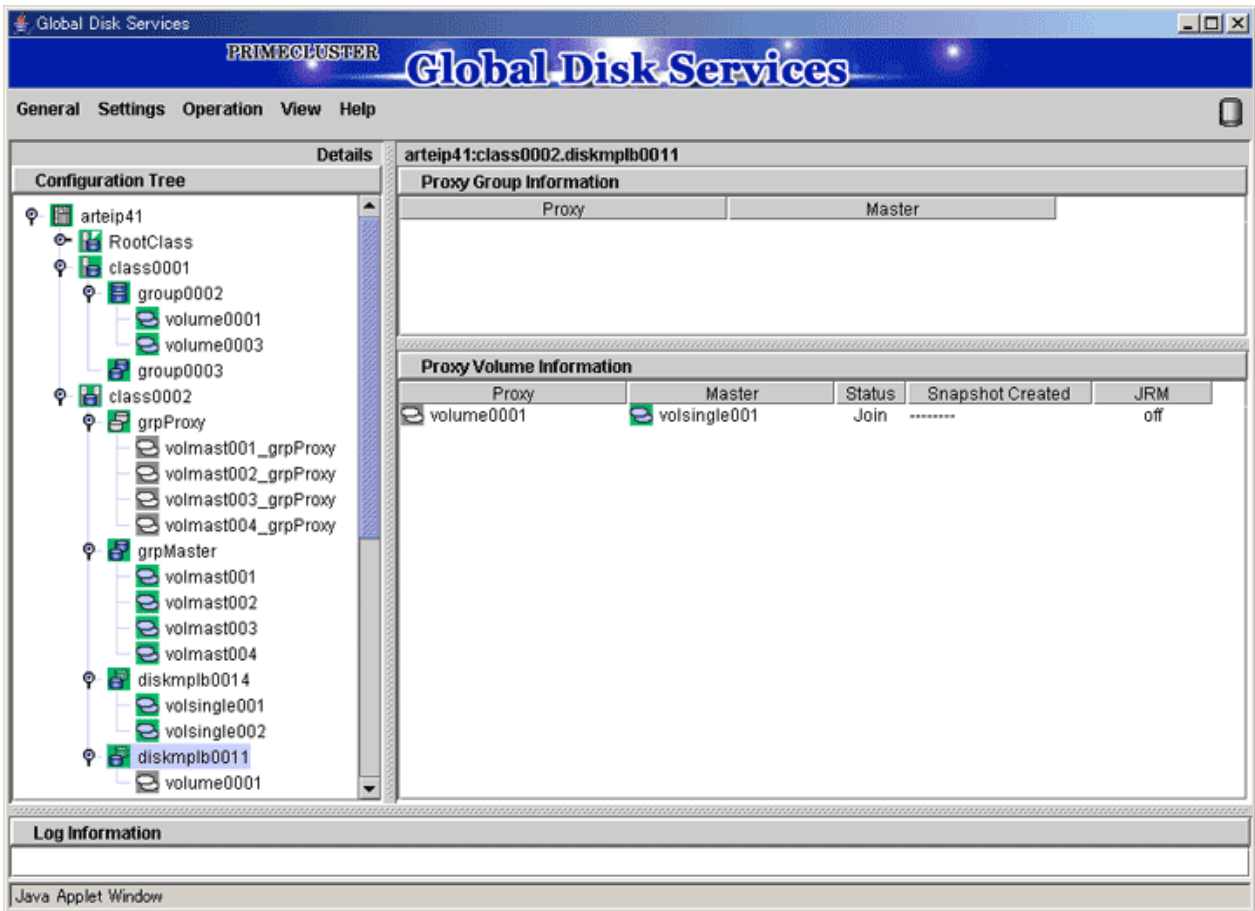 Global Disk Services
PRIMECLUSTER Global Disk Services
General Settings Operation View Help
Details
Configuration Tree
arteip41
RootClass
class0001
group0002
volume0001
volume0003
group0003
class0002
grpProxy
volmast001_grpProxy
volmast002_grpProxy
volmast003_grpProxy
volmast004_grpProxy
grpMaster
volmast001
volmast002
volmast003
volmast004
diskmplb0014
volsingle001
volsingle002
diskmplb0011
volume0001
arteip41:class0002.diskmplb0011
Proxy Group Information
Proxy Master
Proxy Volume Information
Proxy Master Status Snapshot Created JRM
volume0001 volsingle001 Join -------- off
Log Information
Java Applet Window